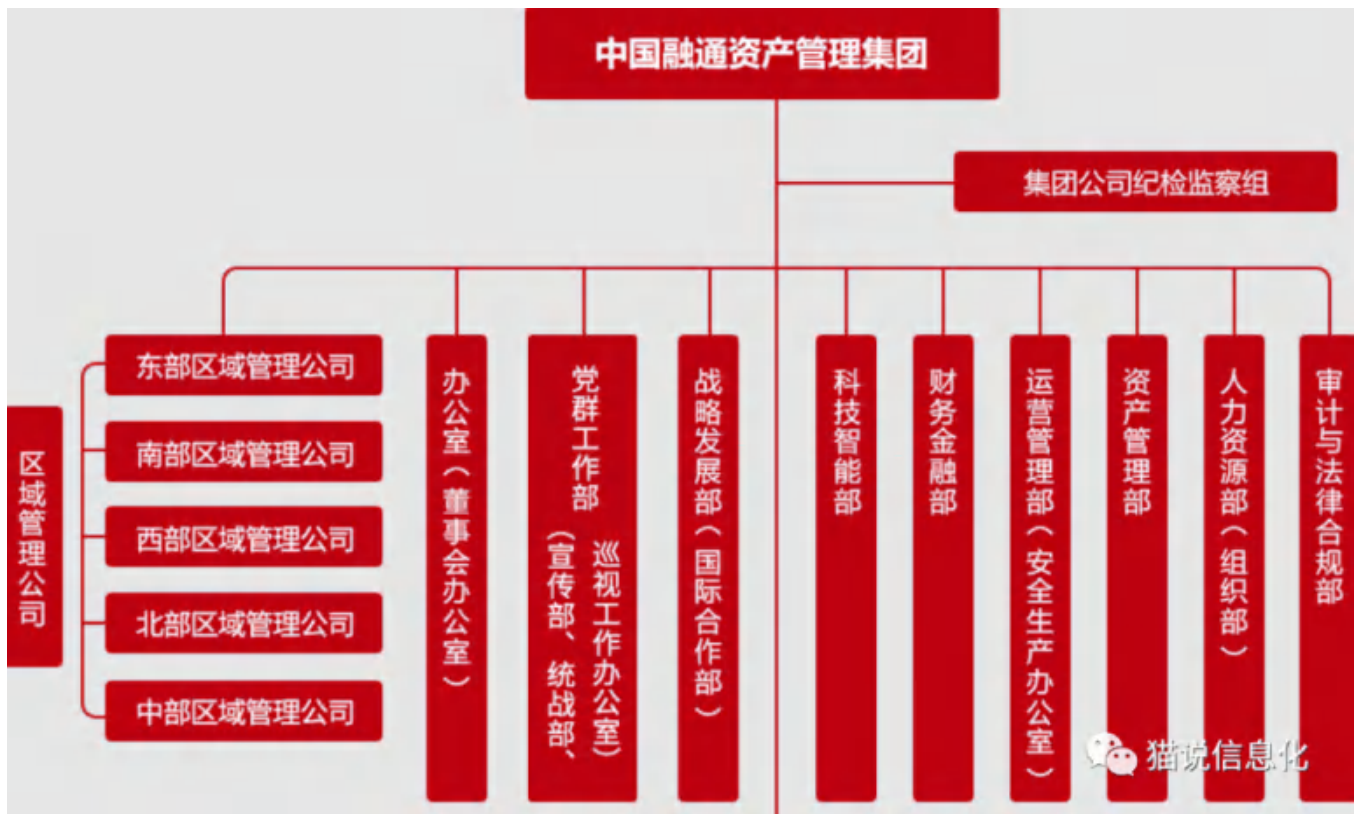 中国融通资产管理集团
集团公司纪检监察组
区域管理公司
东部区域管理公司
南部区域管理公司
西部区域管理公司
北部区域管理公司
中部区域管理公司
办公室（董事会办公室）
党群工作部
（宣传部、统战部、
巡视工作办公室）
战略发展部（国际合作部）
科技智能部
财务金融部
运营管理部（安全生产办公室）
资产管理部
人力资源部（组织部）
审计与法律合规部
猫说信息化